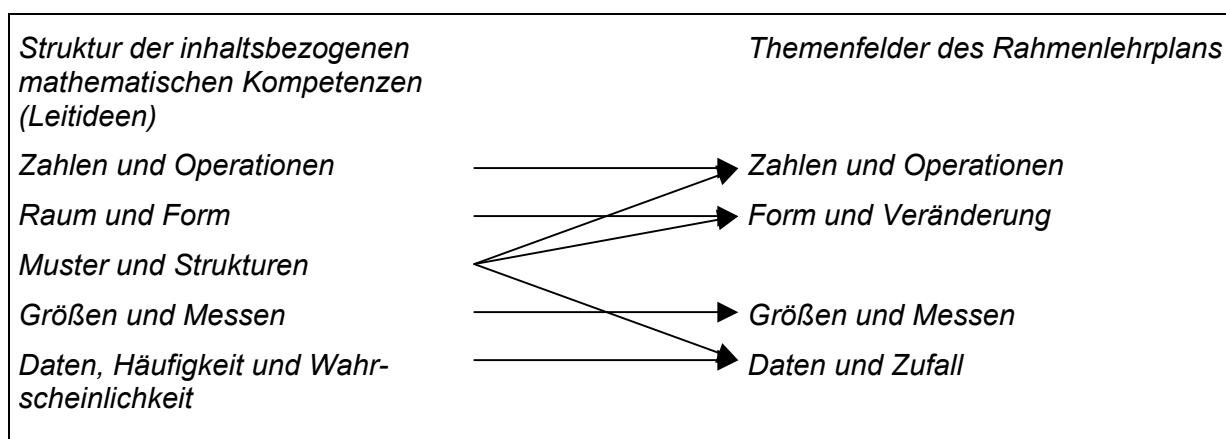 Struktur der inhaltsbezogenen
mathematischen Kompetenzen
(Leitideen)
Themenfelder des Rahmenlehrplans
Zahlen und Operationen
Zahlen und Operationen
Raum und Form
Form und Veränderung
Muster und Strukturen
Größen und Messen
Größen und Messen
Daten, Häufigkeit und Wahr-
scheinlichkeit
Daten und Zufall